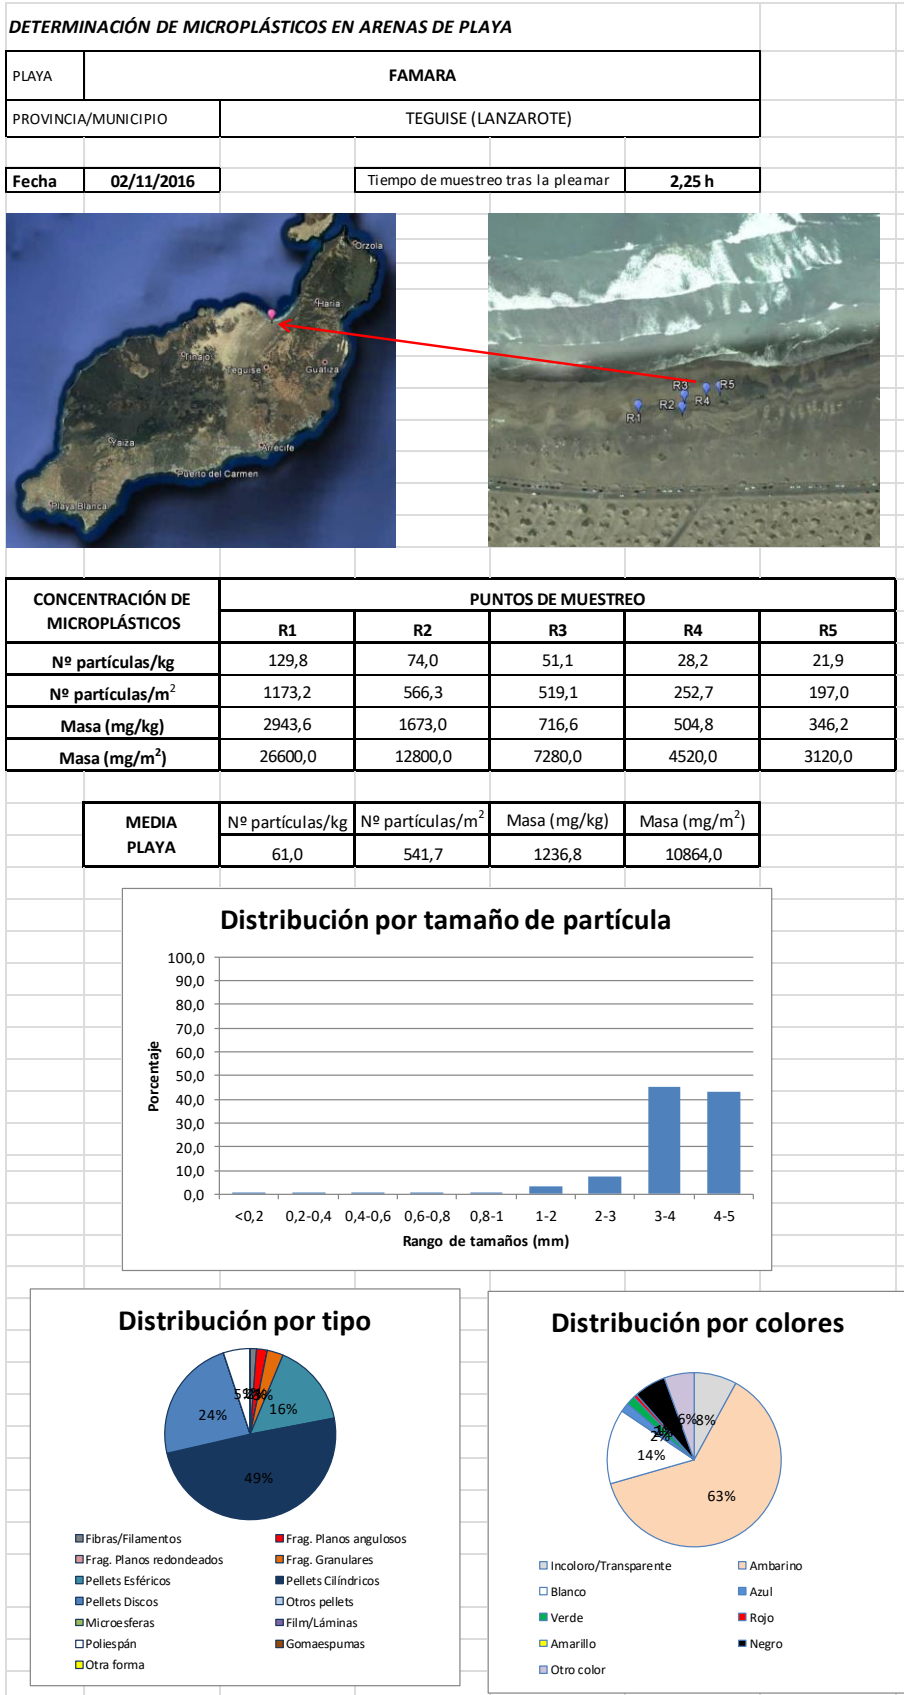 DETERMINACIÓN DE MICROPLÁSTICOS EN ARENAS DE PLAYA
PLAYA FAMARA
PROVINCIA/MUNICIPIO TEGUISE (LANZAROTE)
Fecha 02/11/2016 Tiempo de muestreo tras la pleamar 2,25 h
Orzola
Haria
Tinajo
Teguise
Guatiza
Yaiza
Arrecife
Puerto del Carmen
Playa Blanca
R3 R5
R4
R2
R1
CONCENTRACIÓN DE MICROPLÁSTICOS PUNTOS DE MUESTREO
R1 R2 R3 R4 R5
Nº partículas/kg 129,8 74,0 51,1 28,2 21,9
Nº partículas/m² 1173,2 566,3 519,1 252,7 197,0
Masa (mg/kg) 2943,6 1673,0 716,6 504,8 346,2
Masa (mg/m²) 26600,0 12800,0 7280,0 4520,0 3120,0
MEDIA PLAYA Nº partículas/kg Nº partículas/m² Masa (mg/kg) Masa (mg/m²)
61,0 541,7 1236,8 10864,0
Distribución por tamaño de partícula
100,0
90,0
80,0
70,0
60,0
50,0
40,0
30,0
20,0
10,0
0,0
Porcentaje
<0,2 0,2-0,4 0,4-0,6 0,6-0,8 0,8-1 1-2 2-3 3-4 4-5
Rango de tamaños (mm)
Distribución por tipo
5%
16%
24%
49%
Fibras/Filamentos Frag. Planos angulosos
Frag. Planos redondeados Frag. Granulares
Pellets Esféricos Pellets Cilíndricos
Pellets Discos Otros pellets
Microesferas Film/Láminas
Poliespán Gomaespumas
Otra forma
Distribución por colores
6% 8%
2%
14%
63%
Incoloro/Transparente Ambarino
Blanco Azul
Verde Rojo
Amarillo Negro
Otro color